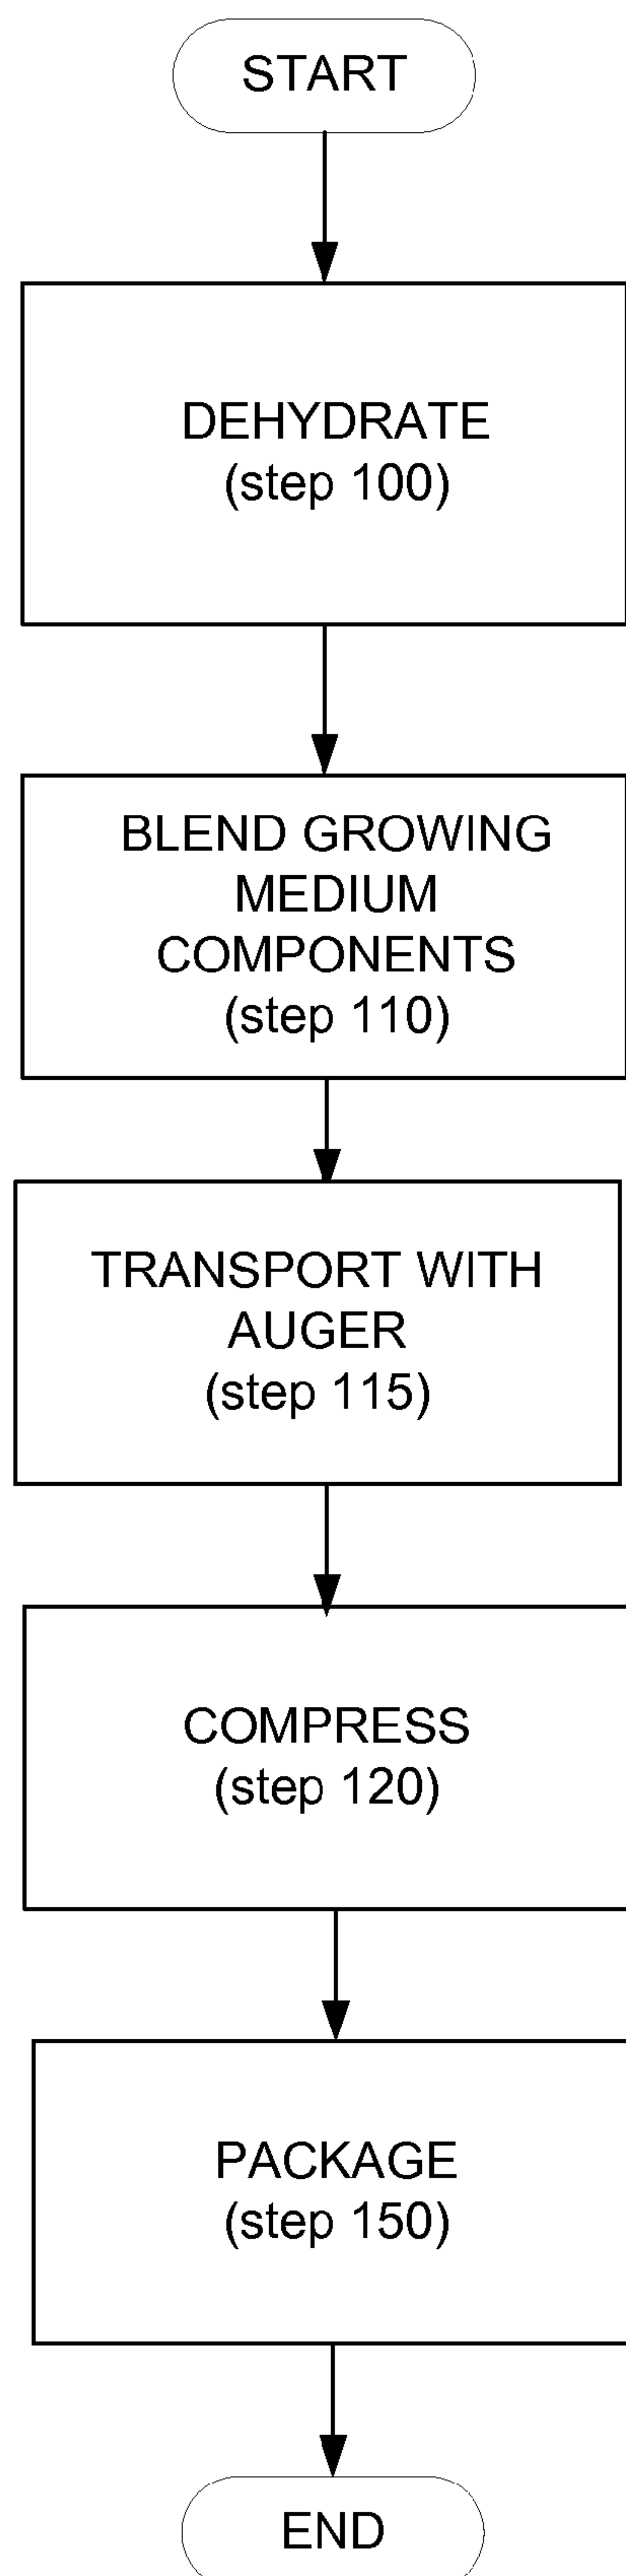 START
DEHYDRATE
(step 100)
BLEND GROWING
MEDIUM
COMPONENTS
(step 110)
TRANSPORT WITH
AUGER
(step 115)
COMPRESS
(step 120)
PACKAGE
(step 150)
END